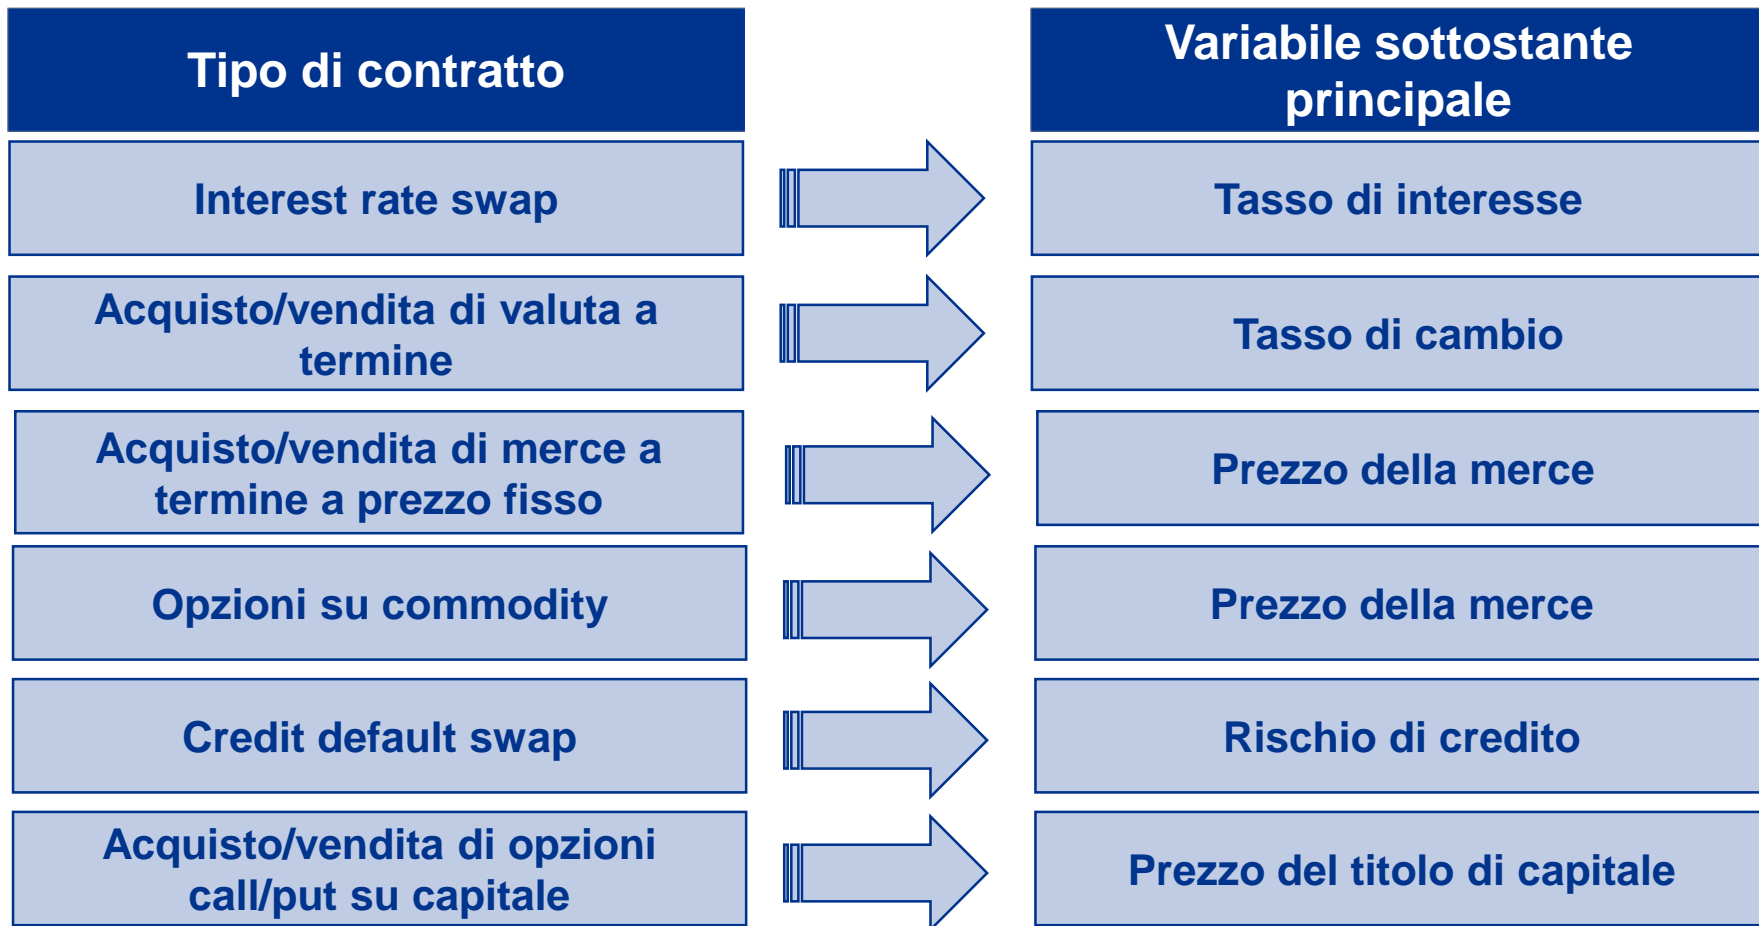 Tipo di contratto
Variabile sottostante
principale
Interest rate swap
Tasso di interesse
Acquisto/vendita di valuta a
termine
Tasso di cambio
Acquisto/vendita di merce a
termine a prezzo fisso
Prezzo della merce
Opzioni su commodity
Prezzo della merce
Credit default swap
Rischio di credito
Acquisto/vendita di opzioni
call/put su capitale
Prezzo del titolo di capitale